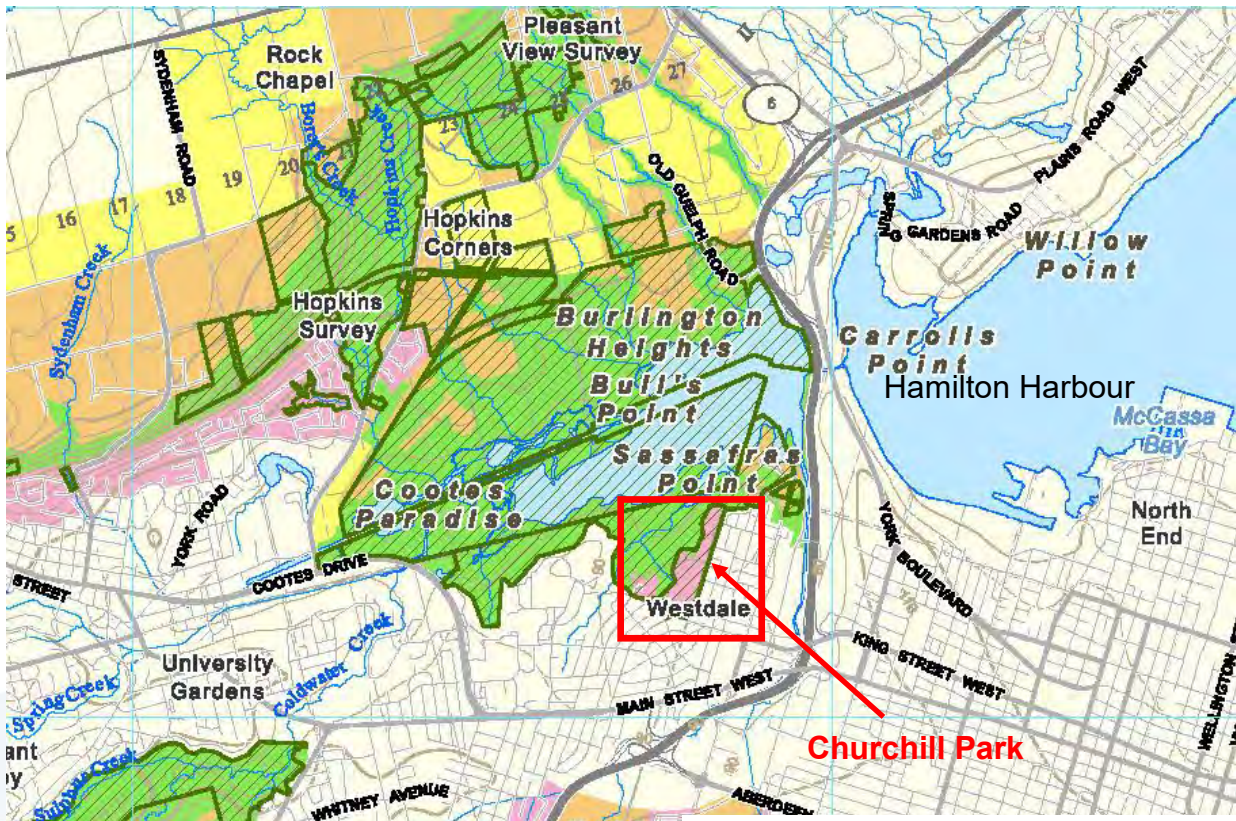 Pleasant
View Survey
Rock
Chapel
SYDENHAM ROAD
Borer's
Creek
Hopkins Creek
6
PLAINS ROAD WEST
16
17
18
19
20
21
23
24
25
26
27
OLD GUELPH ROAD
SPRING GARDENS ROAD
Willow
Point
Hopkins
Corners
Sydenham Creek
Hopkins
Survey
Burlington
Heights
Carrolls
Point
Hamilton Harbour
Bull's
Point
McCassa
Bay
Sassafras
Point
Cootes
Paradise
YORK ROAD
North
End
STREET
COOTES DRIVE
YORK BOULEVARD
Westdale
KING STREET WEST
University
Gardens
Coldwater Creek
Spring Creek
MAIN STREET WEST
WELLINGTON
Churchill Park
Sulphur Creek
WHITNEY AVENUE
ABERDEEN